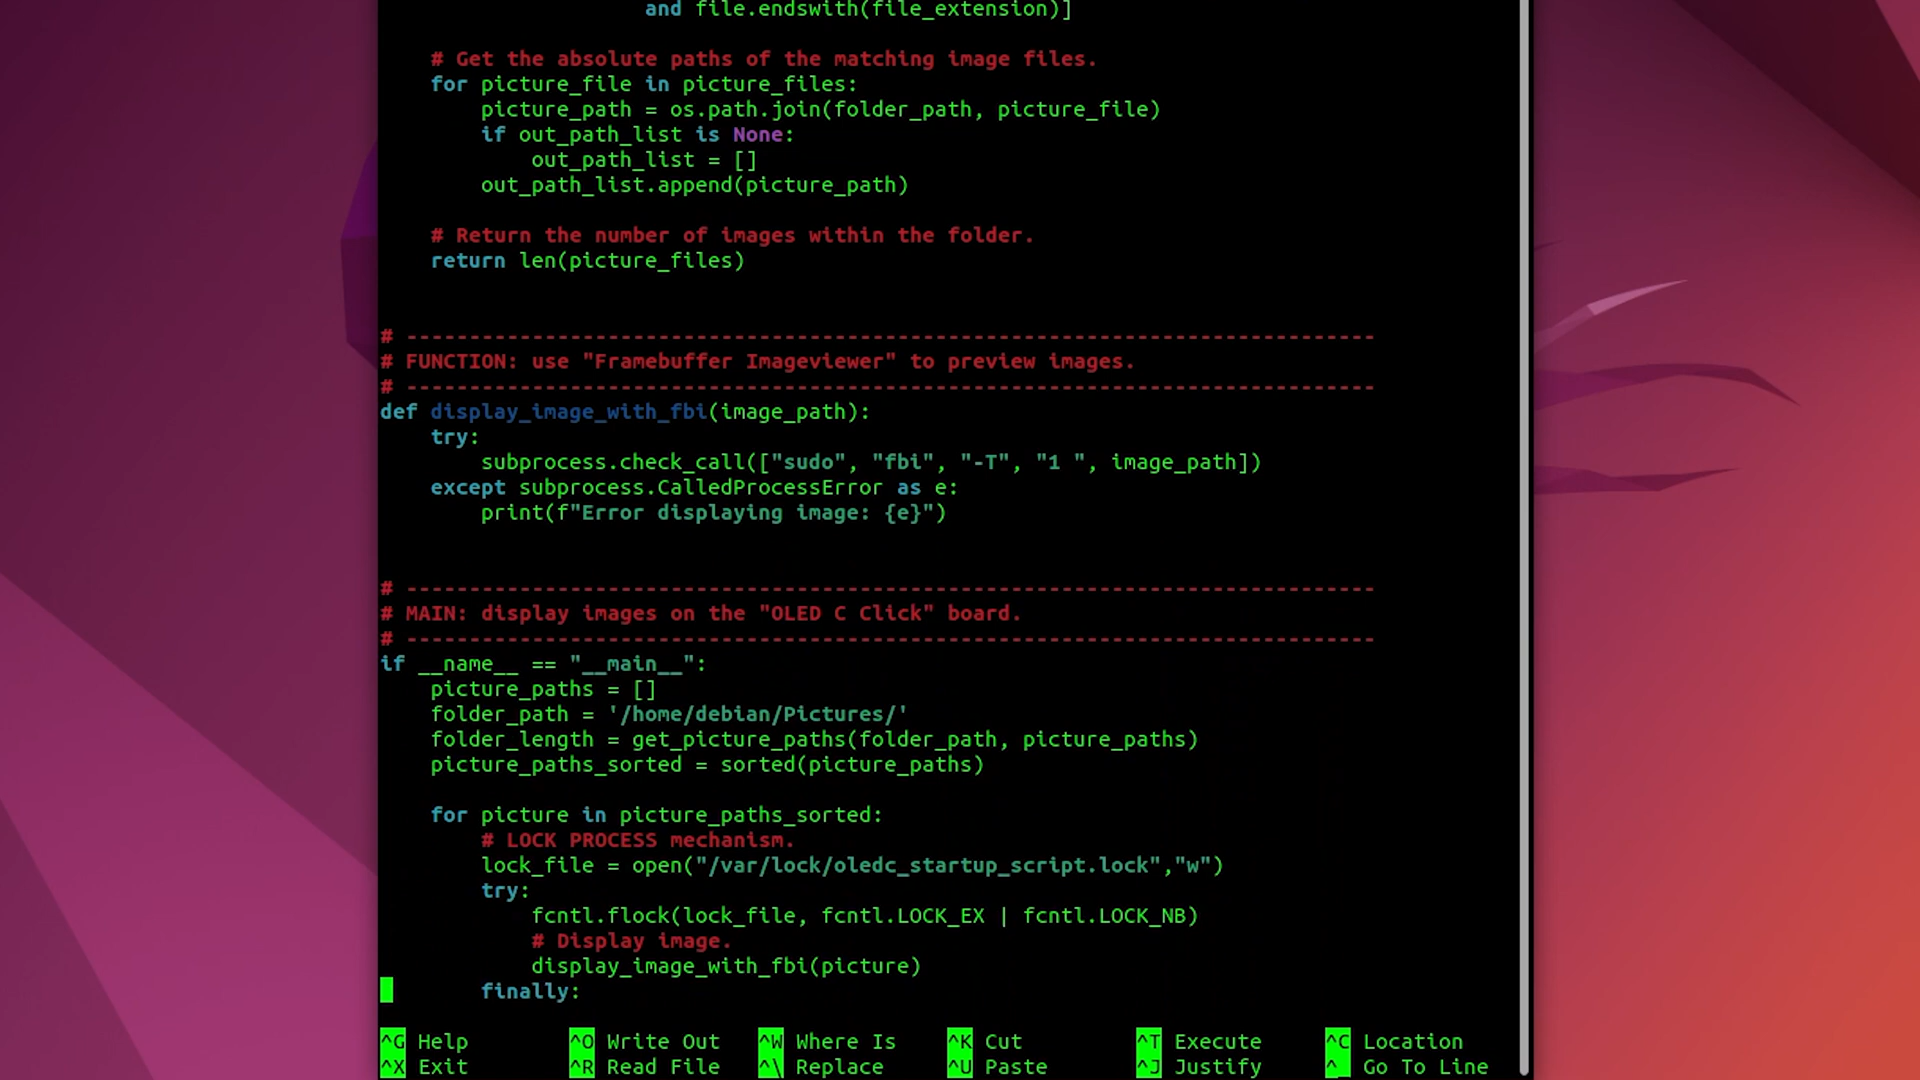 and file.endswith(file_extension)]
# Get the absolute paths of the matching image files.
for picture_file in picture_files:
picture_path = os.path.join(folder_path, picture_file)
if out_path_list is None:
out_path_list = []
out_path_list.append(picture_path)
# Return the number of images within the folder.
return len(picture_files)
# -----------------------------------------------------------------------------
# FUNCTION: use "Framebuffer Imageviewer" to preview images.
# -----------------------------------------------------------------------------
def display_image_with_fbi(image_path):
try:
subprocess.check_call(["sudo", "fbi", "-T", "1 ", image_path])
except subprocess.CalledProcessError as e:
print(f"Error displaying image: {e}")
# -----------------------------------------------------------------------------
# MAIN: display images on the "OLED C Click" board.
# -----------------------------------------------------------------------------
if __name__ == "__main__":
picture_paths = []
folder_path = '/home/debian/Pictures/'
folder_length = get_picture_paths(folder_path, picture_paths)
picture_paths_sorted = sorted(picture_paths)
for picture in picture_paths_sorted:
# LOCK PROCESS mechanism.
lock_file = open("/var/lock/oledc_startup_script.lock","w")
try:
fcntl.flock(lock_file, fcntl.LOCK_EX | fcntl.LOCK_NB)
# Display image.
display_image_with_fbi(picture)
finally:
^G Help ^O Write Out ^W Where Is ^K Cut ^T Execute ^C Location
^X Exit ^R Read File ^\ Replace ^U Paste ^J Justify ^_ Go To Line